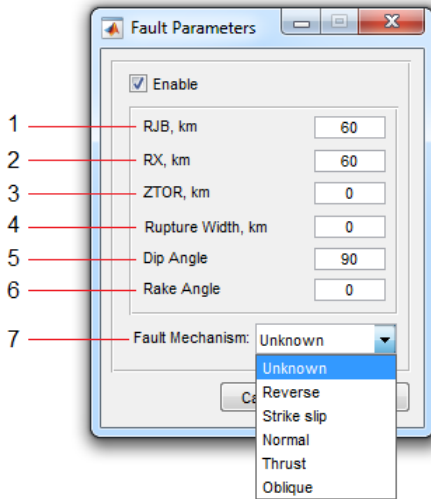 Fault Parameters
Enable
1 RJB, km 60
2 RX, km 60
3 ZTOR, km 0
4 Rupture Width, km 0
5 Dip Angle 90
6 Rake Angle 0
7 Fault Mechanism: Unknown
Unknown
Reverse
Strike slip
Normal
Thrust
Oblique